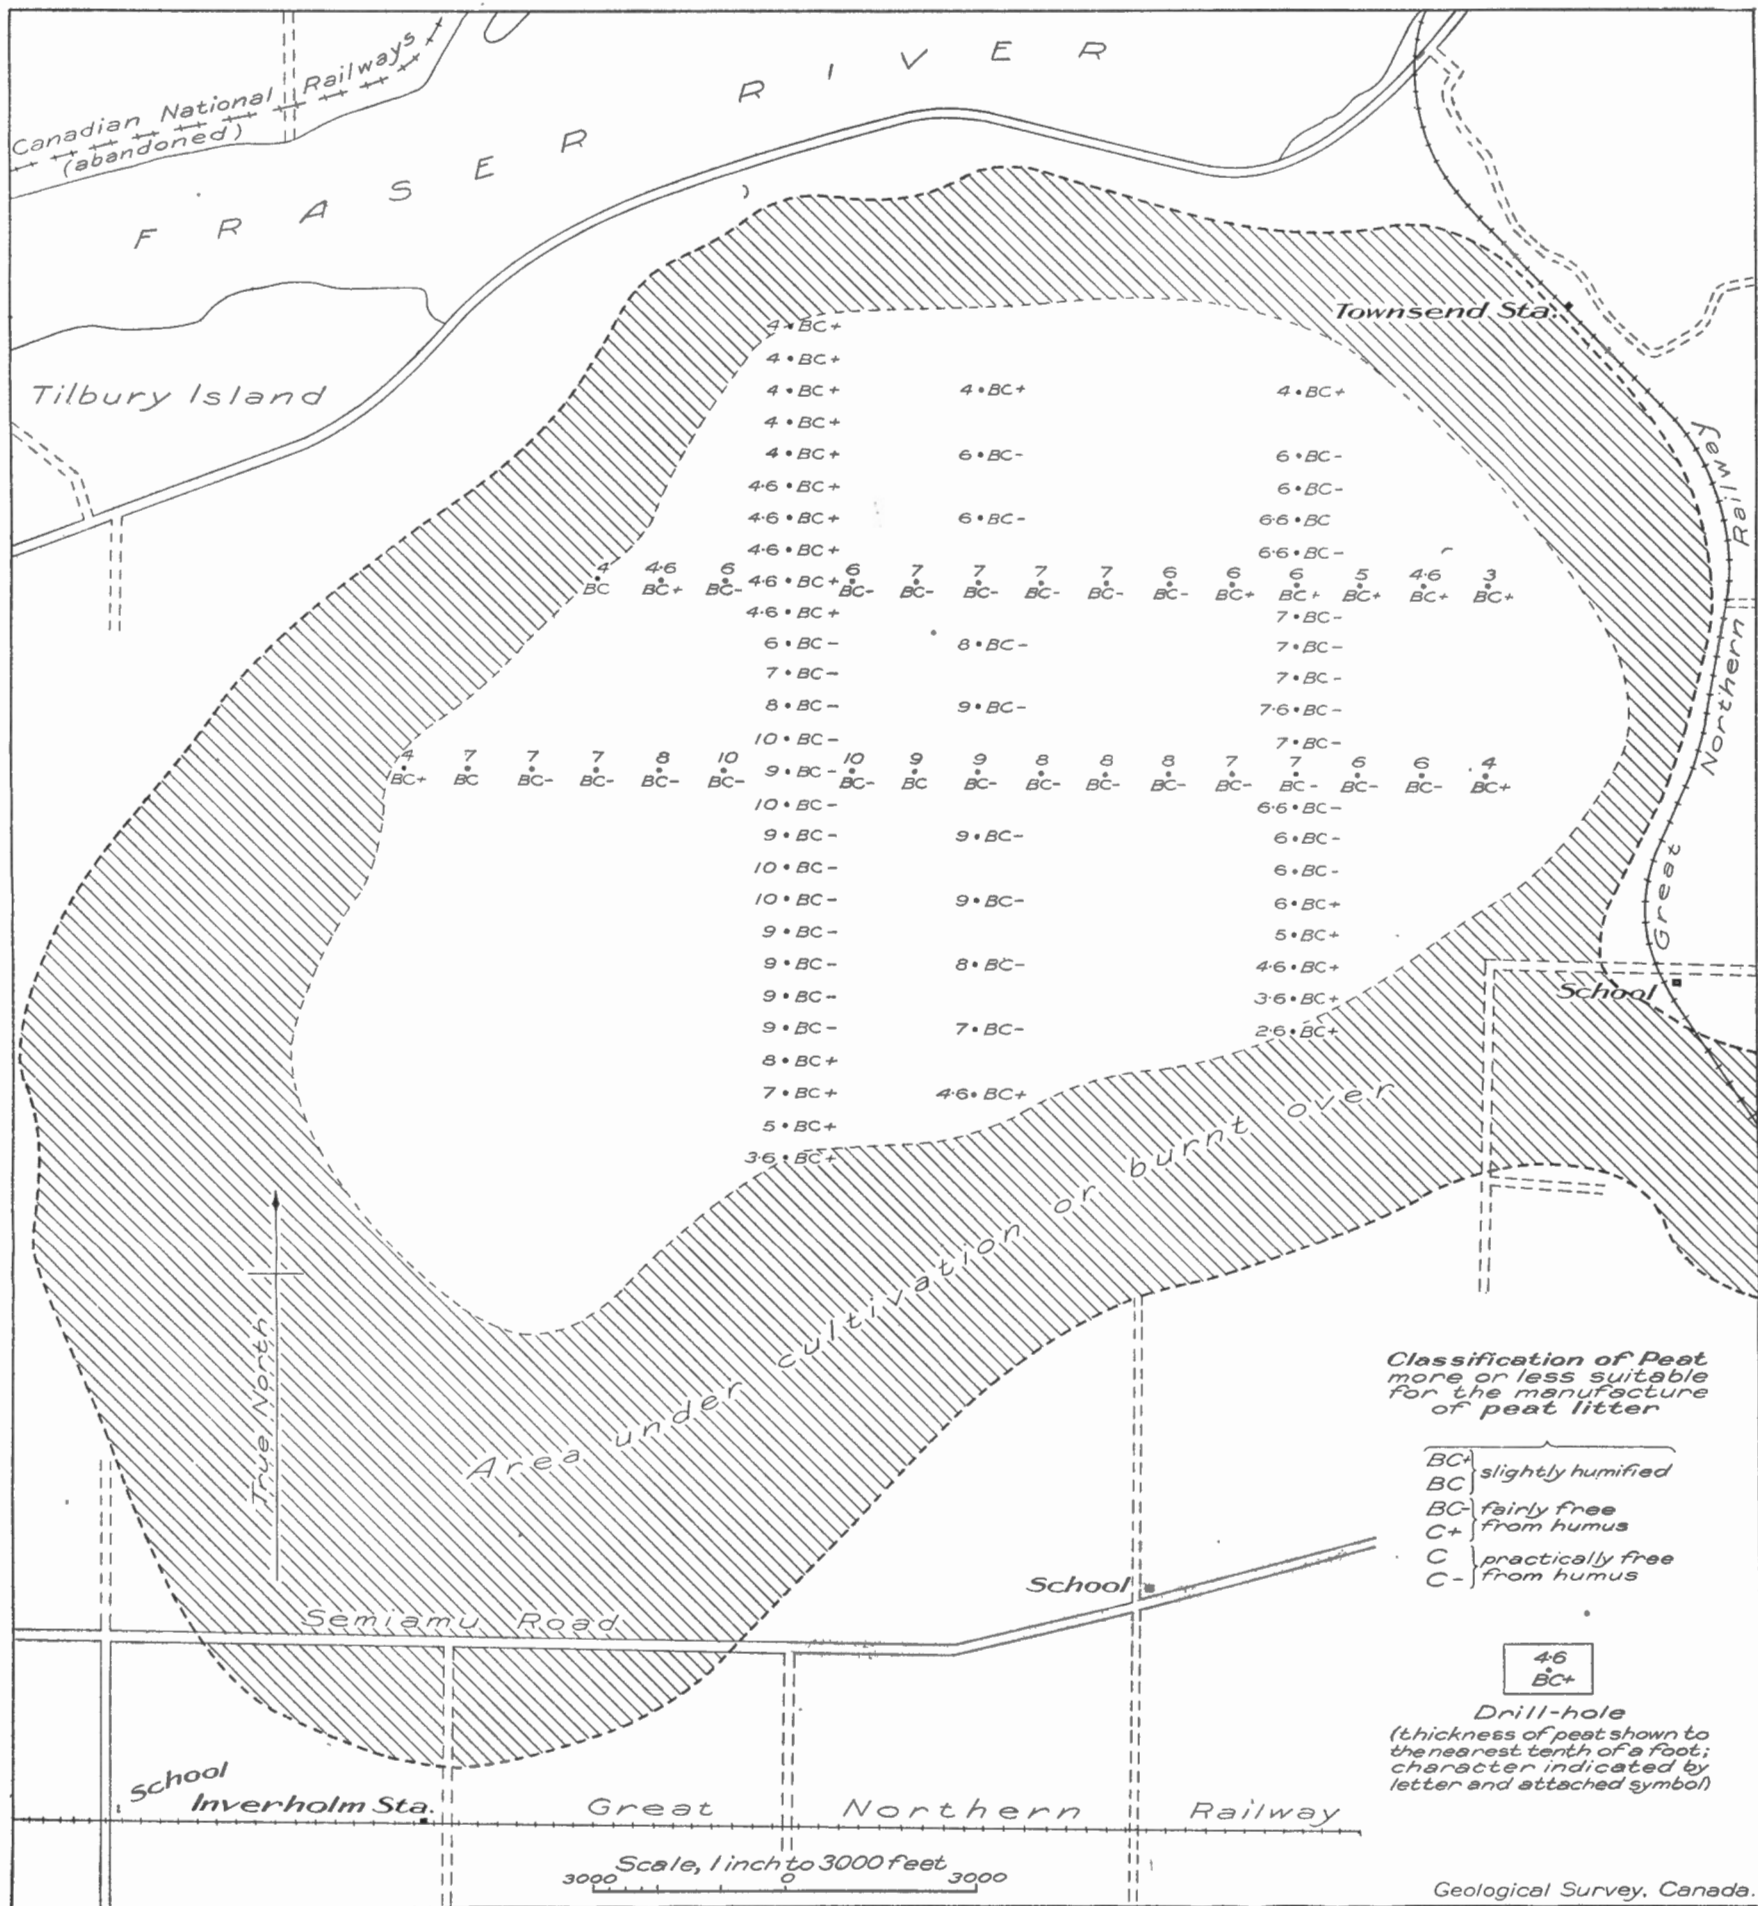 Canadian National Railways
(abandoned)
FRASER RIVER
Tilbury Island
Townsend Sta.
Great Northern Railway
4 • BC+
4 • BC+
4 • BC+ 4 • BC+ 4 • BC+
4 • BC+
4 • BC+ 6 • BC- 6 • BC-
4·6 • BC+ 6 • BC-
4·6 • BC+ 6 • BC- 6·6 • BC
4·6 • BC+ 6·6 • BC-
4 4·6 6 6 7 7 7 7 6 6 6 5 4·6 3
4·6 • BC+
BC BC+ BC- BC- BC- BC- BC- BC- BC- BC+ BC+ BC+ BC+ BC+
4·6 • BC+ 7 • BC-
6 • BC- 8 • BC- 7 • BC-
7 • BC- 7 • BC-
8 • BC- 9 • BC- 7·6 • BC-
10 • BC- 7 • BC-
4 7 7 7 8 10 10 9 9 8 8 8 7 7 6 6 4
9 • BC-
BC+ BC BC- BC- BC- BC- BC- BC BC- BC- BC- BC- BC- BC- BC- BC- BC+
10 • BC- 6·6 • BC-
9 • BC- 9 • BC- 6 • BC-
10 • BC- 6 • BC-
10 • BC- 9 • BC- 6 • BC+
9 • BC- 5 • BC+
9 • BC- 8 • BC- 4·6 • BC+
9 • BC- 3·6 • BC+
9 • BC- 7 • BC- 2·6 • BC+
8 • BC+
7 • BC+ 4·6 • BC+
5 • BC+
3·6 • BC+
School
Area under cultivation or burnt over
True North
Classification of Peat
more or less suitable
for the manufacture
of peat litter
BC+
BC
slightly humified
BC-
C+
fairly free
from humus
C
C-
practically free
from humus
School
Semiamu Road
4·6
BC+
Drill-hole
(thickness of peat shown to
the nearest tenth of a foot;
character indicated by
letter and attached symbol)
School
Inverholm Sta.
Great Northern Railway
Scale, 1 inch to 3000 feet
3000 0 3000
Geological Survey, Canada.